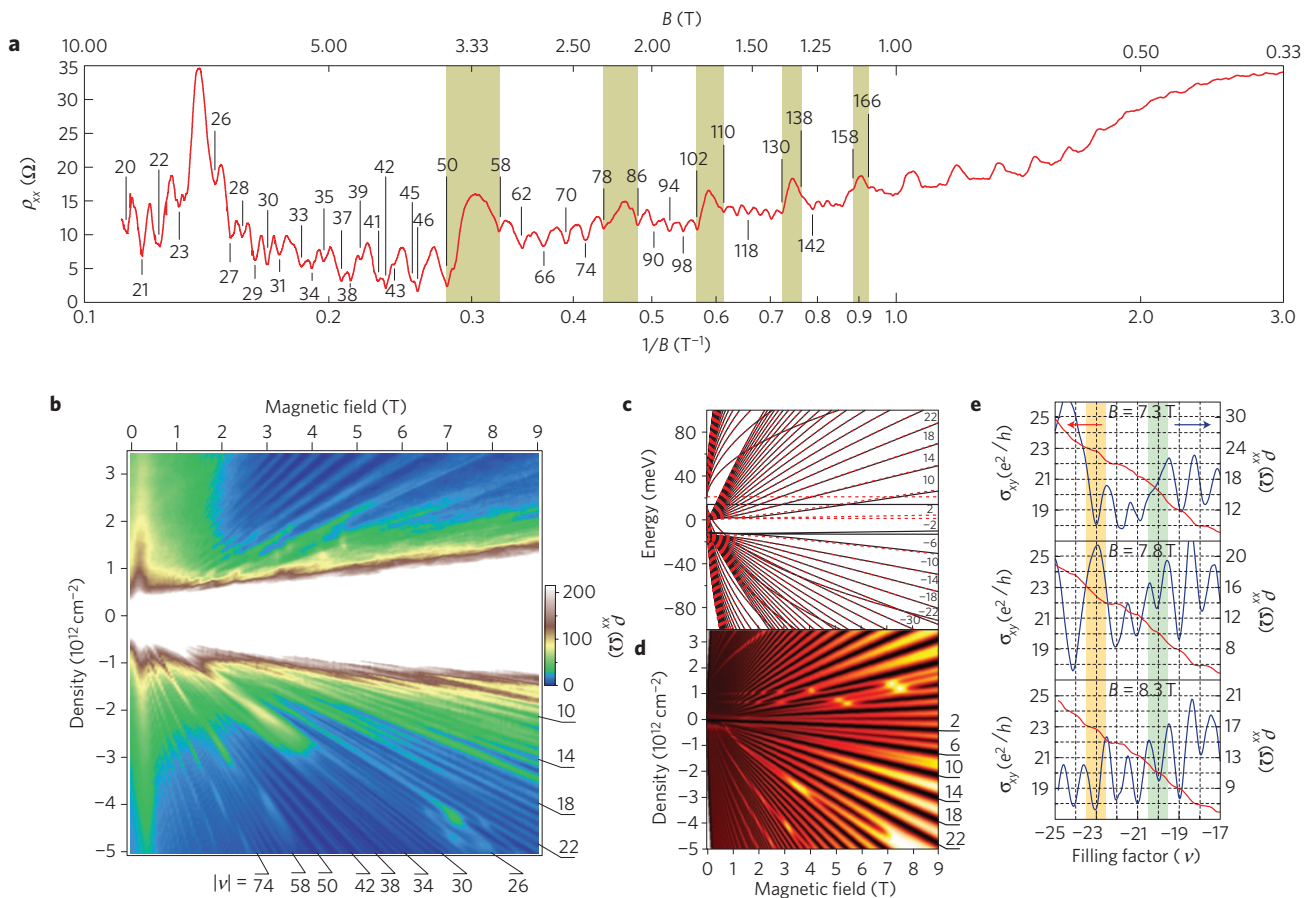 a
B (T)
10.00 5.00 3.33 2.50 2.00 1.50 1.25 1.00 0.50 0.33
ρxx (Ω)
35
30
25
20
15
10
5
0
20 22 26 28 30 33 35 37 39 41 42 45 46 50 58 62 70 78 86 94 102 110 130 138 158 166
21 23 27 29 31 34 38 43 66 74 90 98 118 142
0.1 0.2 0.3 0.4 0.5 0.6 0.7 0.8 0.9 1.0 2.0 3.0
1/B (T⁻¹)
b
Magnetic field (T)
0 1 2 3 4 5 6 7 8 9
Density (10¹² cm⁻²)
3
2
1
0
−1
−2
−3
−4
−5
200
100
0
ρxx (Ω)
10
14
18
22
|ν| = 74 58 50 42 38 34 30 26
c
Energy (meV)
80
40
0
−40
−80
22
18
14
10
2
−2
−6
−10
−14
−18
−22
−30
d
Density (10¹² cm⁻²)
3
2
1
0
−1
−2
−3
−4
−5
2
6
10
14
18
22
0 1 2 3 4 5 6 7 8 9
Magnetic field (T)
e
B = 7.3 T
σxy (e²/h)
25
23
21
19
30
24
18
12
ρxx (Ω)
B = 7.8 T
σxy (e²/h)
25
23
21
19
20
16
12
8
ρxx (Ω)
B = 8.3 T
σxy (e²/h)
25
23
21
19
21
17
13
9
ρxx (Ω)
−25 −23 −21 −19 −17
Filling factor (ν)